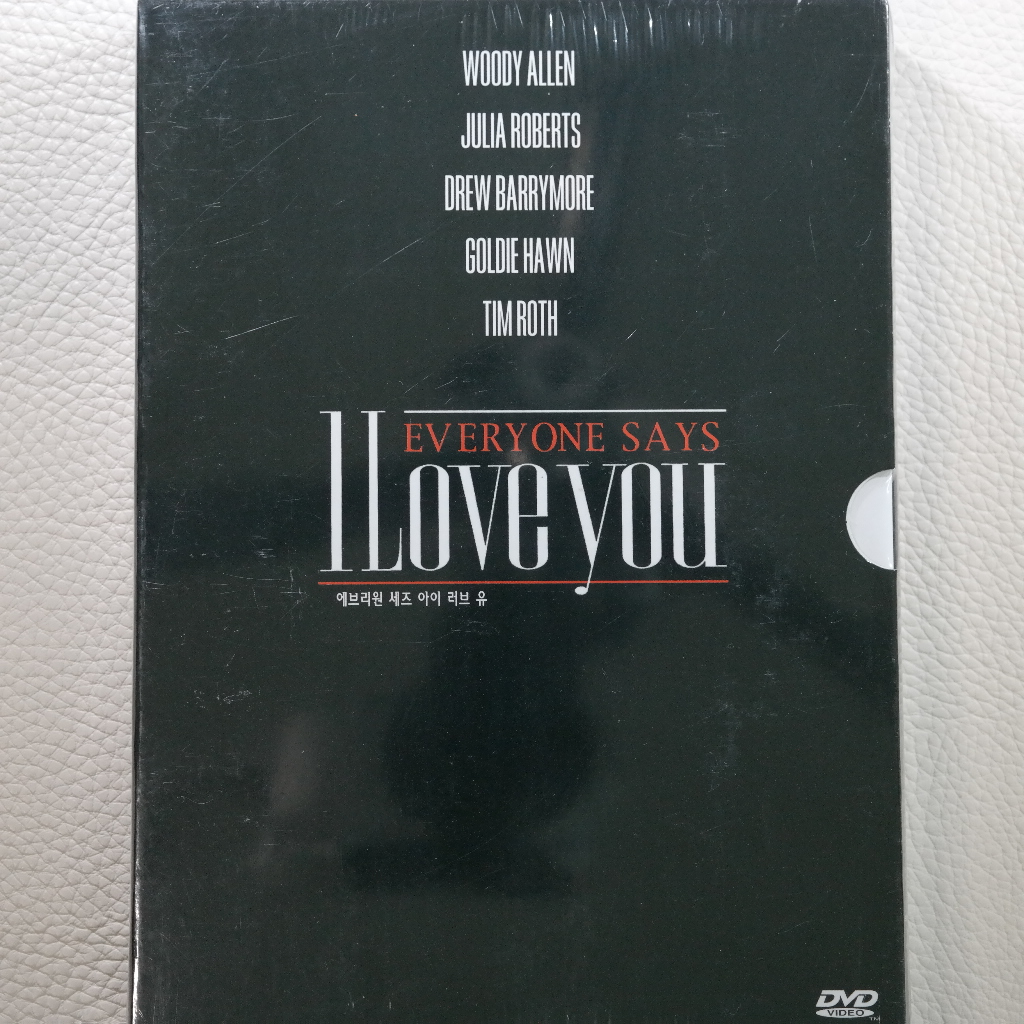 WOODY ALLEN
JULIA ROBERTS
DREW BARRYMORE
GOLDIE HAWN
TIM ROTH
EVERYONE SAYS
I Love you
에브리원 세즈 아이 러브 유
DVD
VIDEO TM